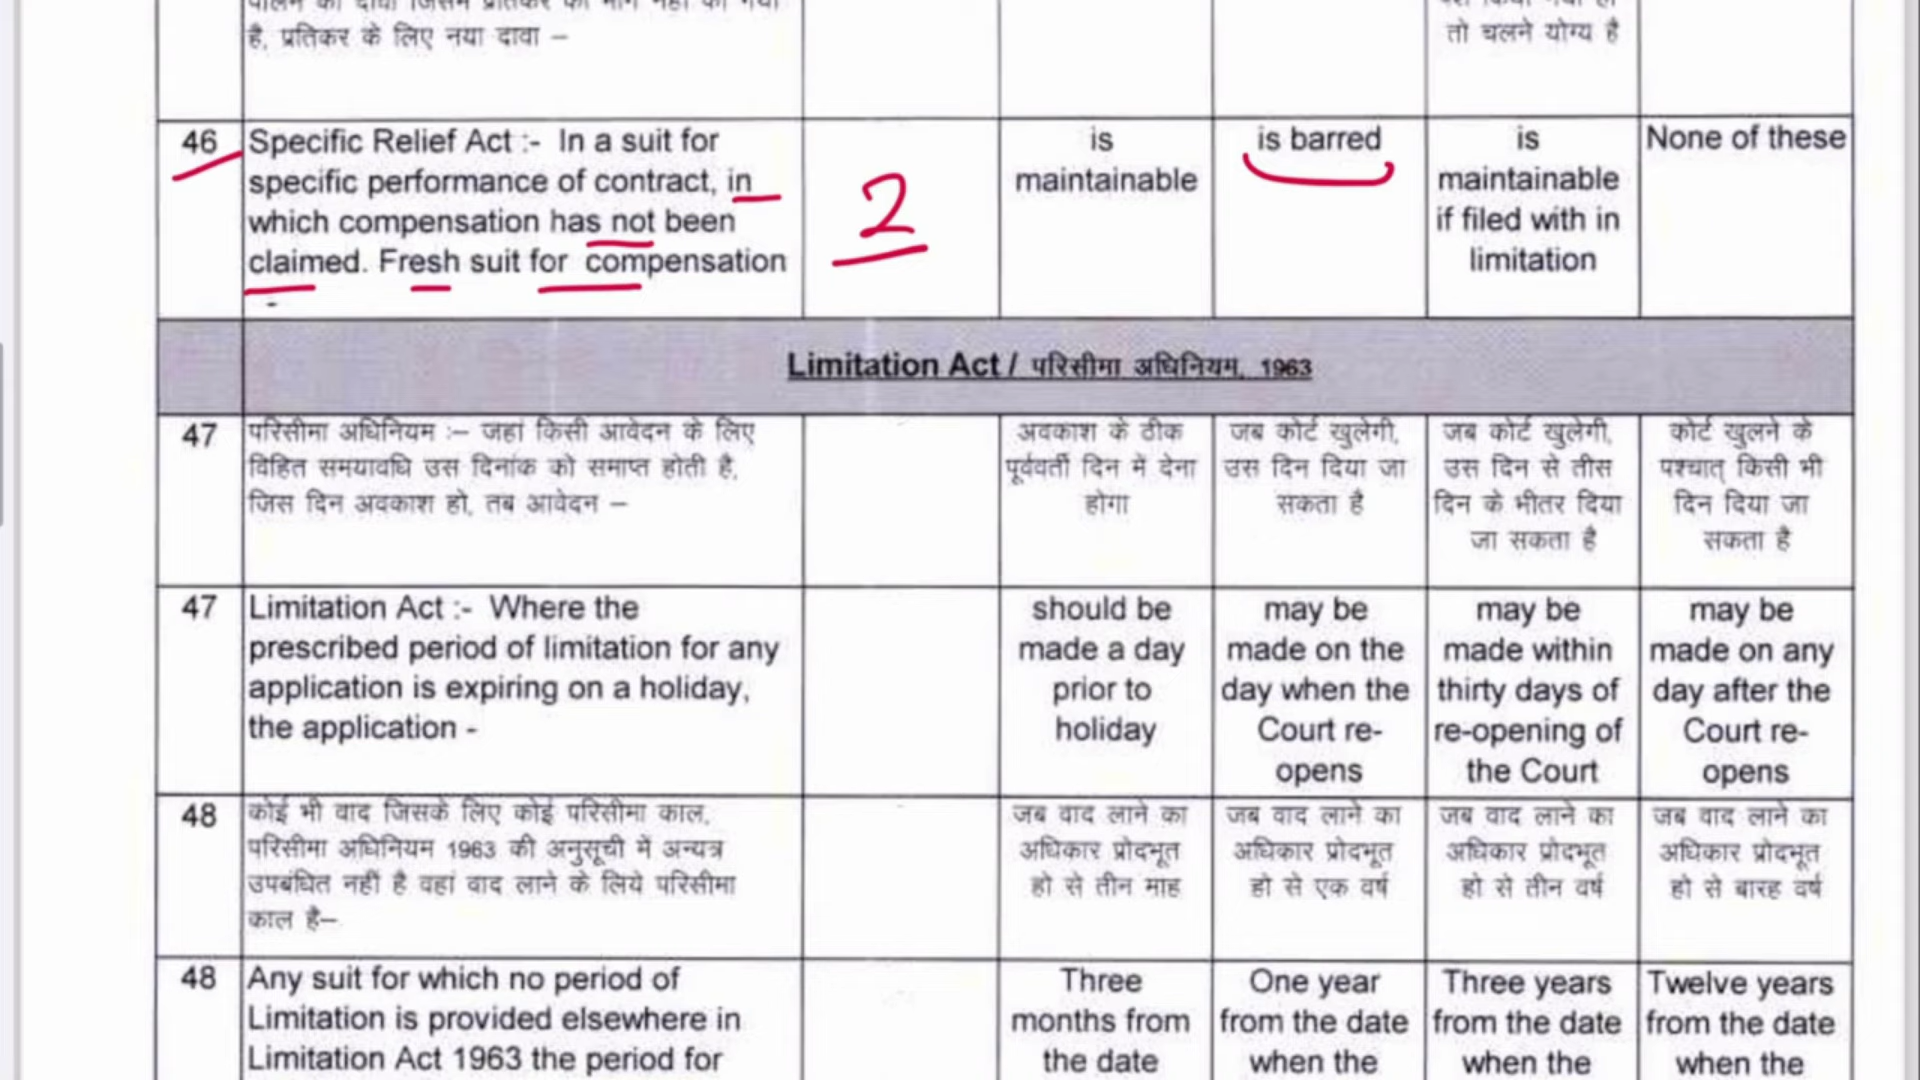 है, प्रतिकर के लिए नया दावा –
तो चलने योग्य है
46
Specific Relief Act :- In a suit for
specific performance of contract, in
which compensation has not been
claimed. Fresh suit for compensation
-
2
is
maintainable
is barred
is
maintainable
if filed with in
limitation
None of these
Limitation Act / परिसीमा अधिनियम, 1963
47
परिसीमा अधिनियम :– जहां किसी आवेदन के लिए
विहित समयावधि उस दिनांक को समाप्त होती है,
जिस दिन अवकाश हो, तब आवेदन –
अवकाश के ठीक
पूर्ववर्ती दिन में देना
होगा
जब कोर्ट खुलेगी,
उस दिन दिया जा
सकता है
जब कोर्ट खुलेगी,
उस दिन से तीस
दिन के भीतर दिया
जा सकता है
कोर्ट खुलने के
पश्चात् किसी भी
दिन दिया जा
सकता है
47
Limitation Act :- Where the
prescribed period of limitation for any
application is expiring on a holiday,
the application -
should be
made a day
prior to
holiday
may be
made on the
day when the
Court re-
opens
may be
made within
thirty days of
re-opening of
the Court
may be
made on any
day after the
Court re-
opens
48
कोई भी वाद जिसके लिए कोई परिसीमा काल,
परिसीमा अधिनियम 1963 की अनुसूची में अन्यत्र
उपबंधित नहीं है वहां वाद लाने के लिये परिसीमा
काल है–
जब वाद लाने का
अधिकार प्रोदभूत
हो से तीन माह
जब वाद लाने का
अधिकार प्रोदभूत
हो से एक वर्ष
जब वाद लाने का
अधिकार प्रोदभूत
हो से तीन वर्ष
जब वाद लाने का
अधिकार प्रोदभूत
हो से बारह वर्ष
48
Any suit for which no period of
Limitation is provided elsewhere in
Limitation Act 1963 the period for
Three
months from
the date
One year
from the date
when the
Three years
from the date
when the
Twelve years
from the date
when the